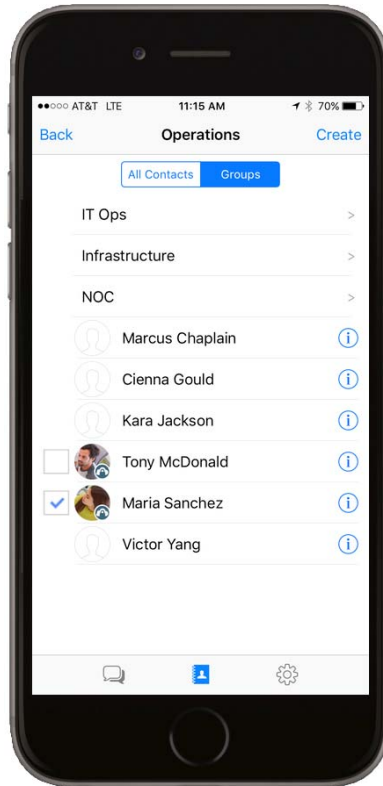 AT&T LTE 11:15 AM 70%
Back Operations Create
All Contacts Groups
IT Ops
Infrastructure
NOC
Marcus Chaplain
Cienna Gould
Kara Jackson
Tony McDonald
Maria Sanchez
Victor Yang